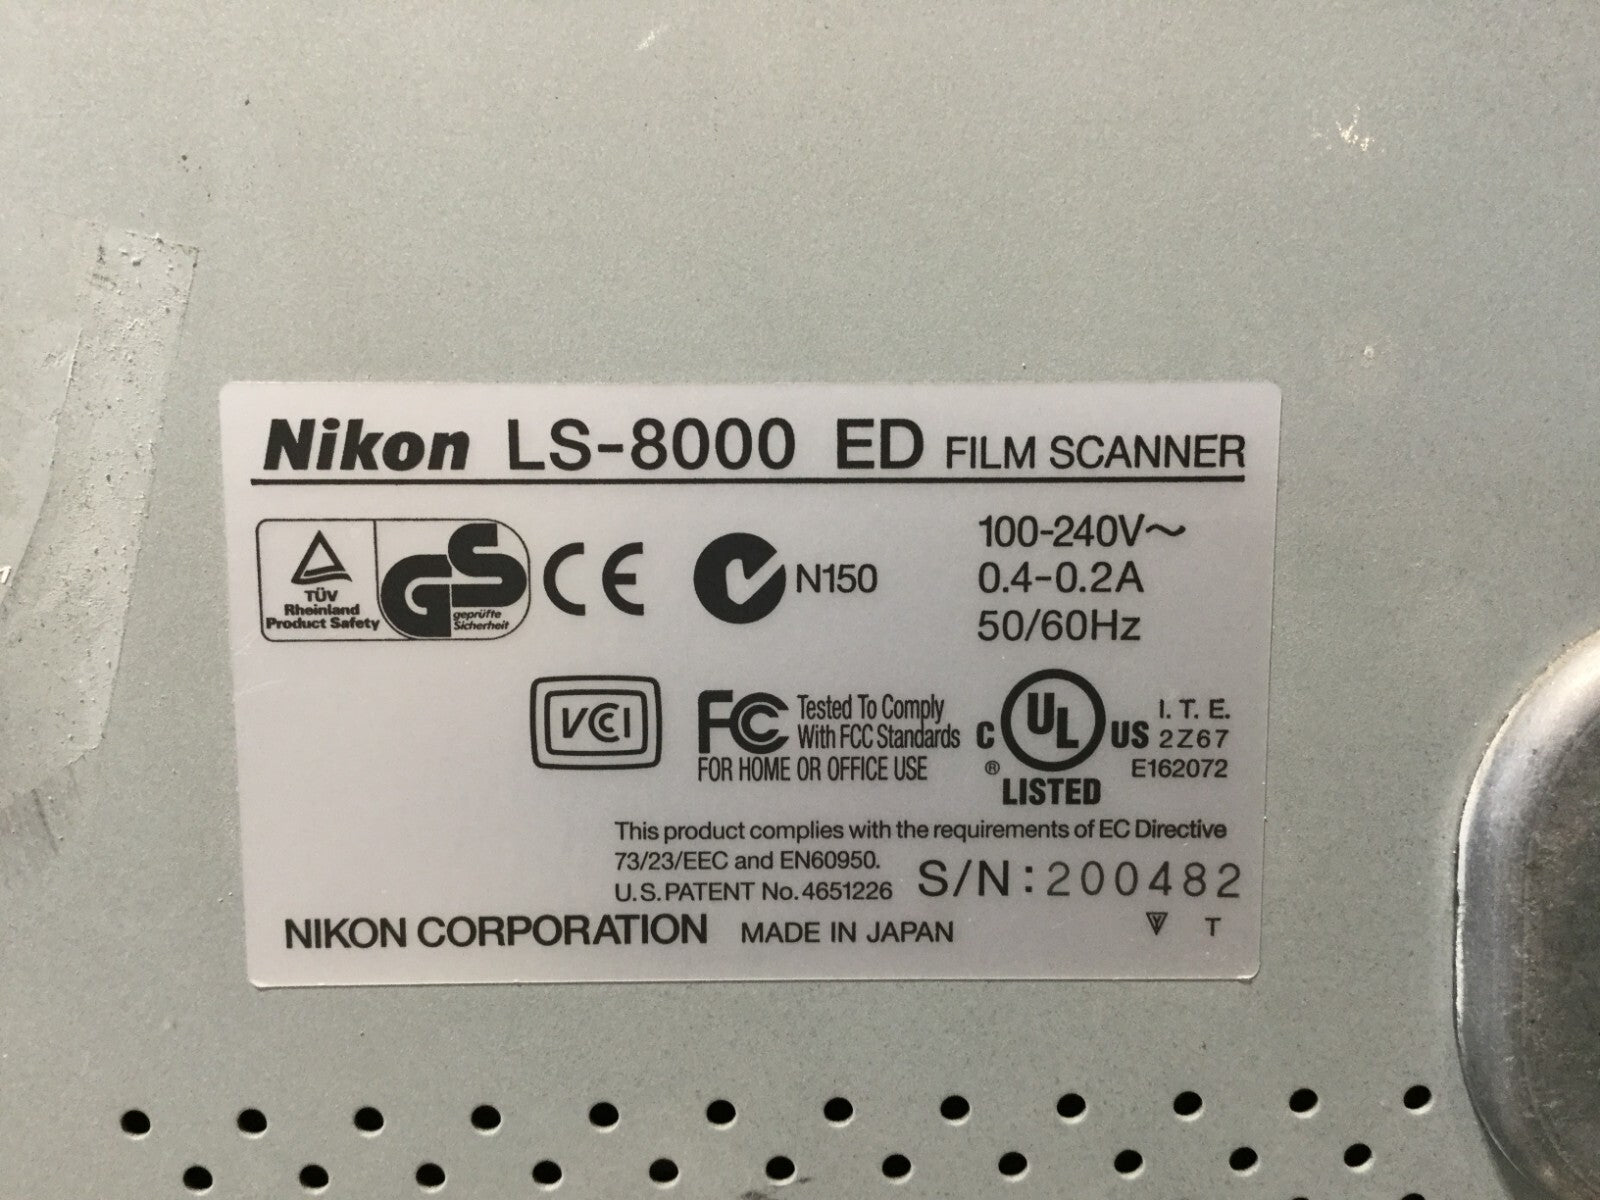 Nikon LS-8000 ED FILM SCANNER
TÜV
Rheinland
Product Safety
GS
geprüfte
Sicherheit
CE
N150
100-240V~
0.4-0.2A
50/60Hz
VCCI
FC Tested To Comply
With FCC Standards
FOR HOME OR OFFICE USE
C UL US
®
LISTED
I. T. E.
2Z67
E162072
This product complies with the requirements of EC Directive
73/23/EEC and EN60950.
U.S. PATENT No. 4651226
S/N:200482
NIKON CORPORATION MADE IN JAPAN
T